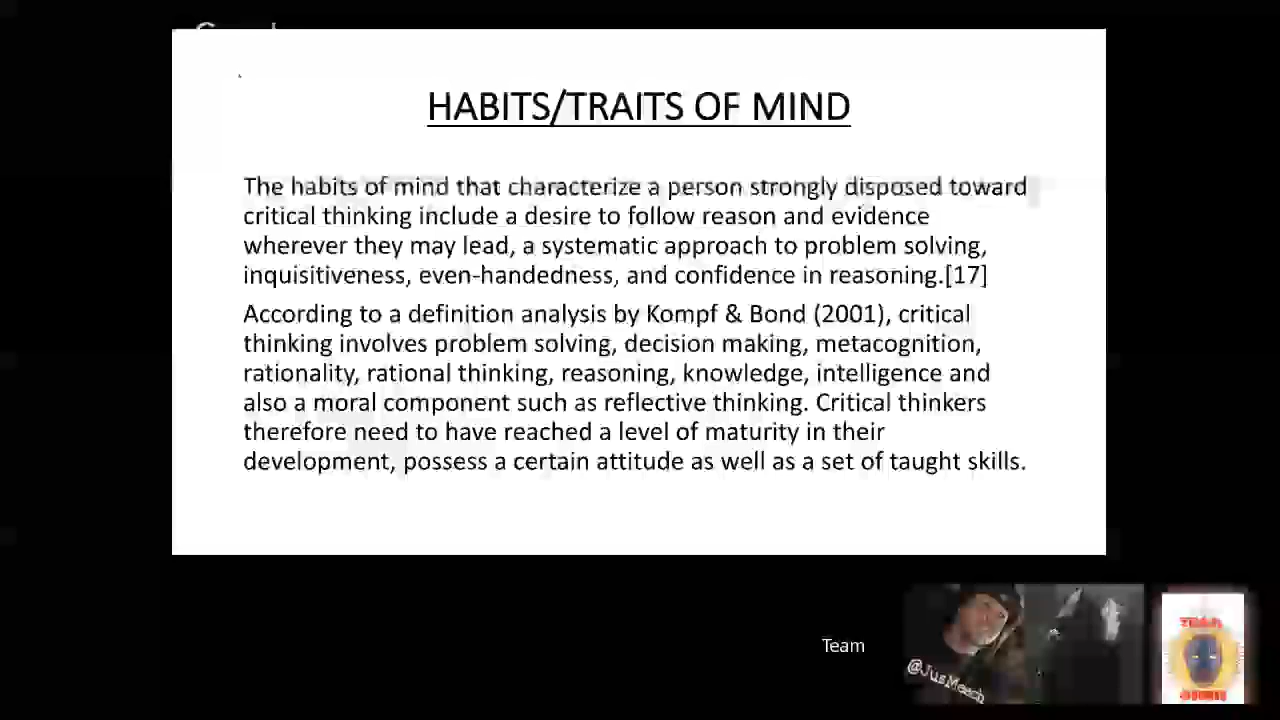 HABITS/TRAITS OF MIND
The habits of mind that characterize a person strongly disposed toward
critical thinking include a desire to follow reason and evidence
wherever they may lead, a systematic approach to problem solving,
inquisitiveness, even-handedness, and confidence in reasoning.[17]
According to a definition analysis by Kompf & Bond (2001), critical
thinking involves problem solving, decision making, metacognition,
rationality, rational thinking, reasoning, knowledge, intelligence and
also a moral component such as reflective thinking. Critical thinkers
therefore need to have reached a level of maturity in their
development, possess a certain attitude as well as a set of taught skills.
Team
@JusMeech